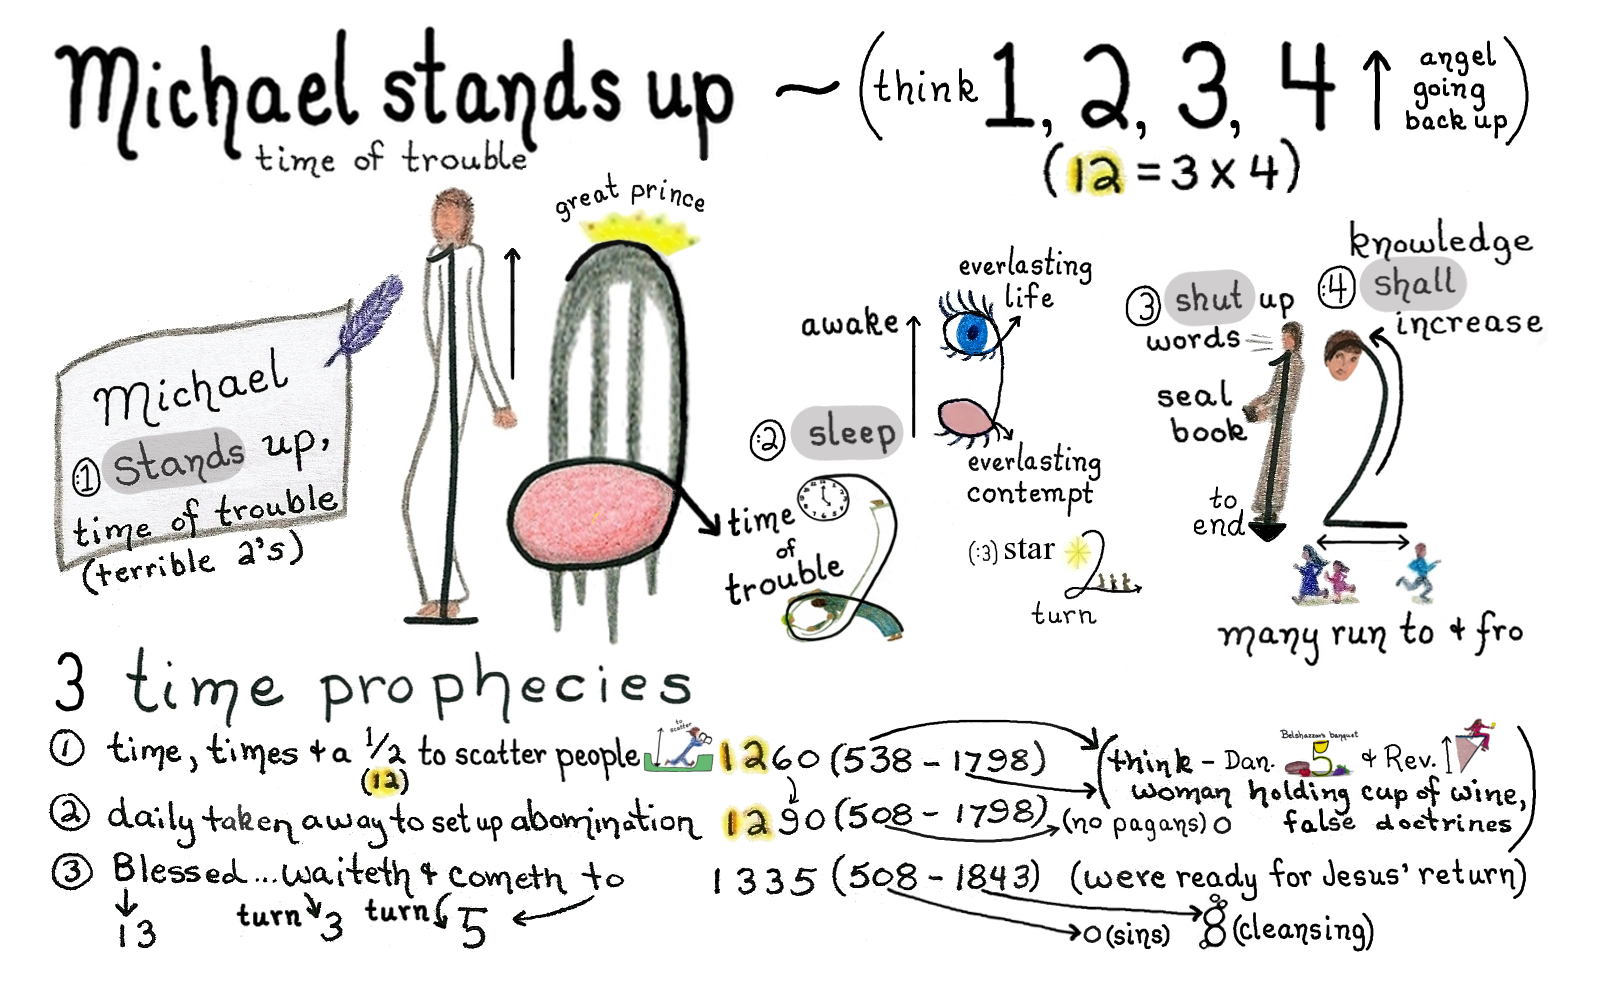 Michael stands up ~ (think 1, 2, 3, 4 ↑ angel going back up)
time of trouble
(12 = 3 x 4)
great prince
Michael
:1 Stands up,
time of trouble
(terrible 2's)
awake
everlasting
life
:2 sleep
everlasting
contempt
time
of
trouble
(:3) star
turn
3 shut up
words
seal
book
to
end
knowledge
:4 shall
increase
2
many run to + fro
3 time prophecies
1 time, times + a 1/2 to scatter people to scatter 1260 (538 - 1798) (think - Dan. Belshazzar's banquet 5 + Rev. 17
(12)
woman holding cup of wine,
false doctrines)
2 daily taken away to set up abomination 1290 (508 - 1798) (no pagans) 0
3 Blessed...waiteth + cometh to 1335 (508 - 1843) (were ready for Jesus' return)
13 turn 3 turn 5 0 (sins) 8 (cleansing)